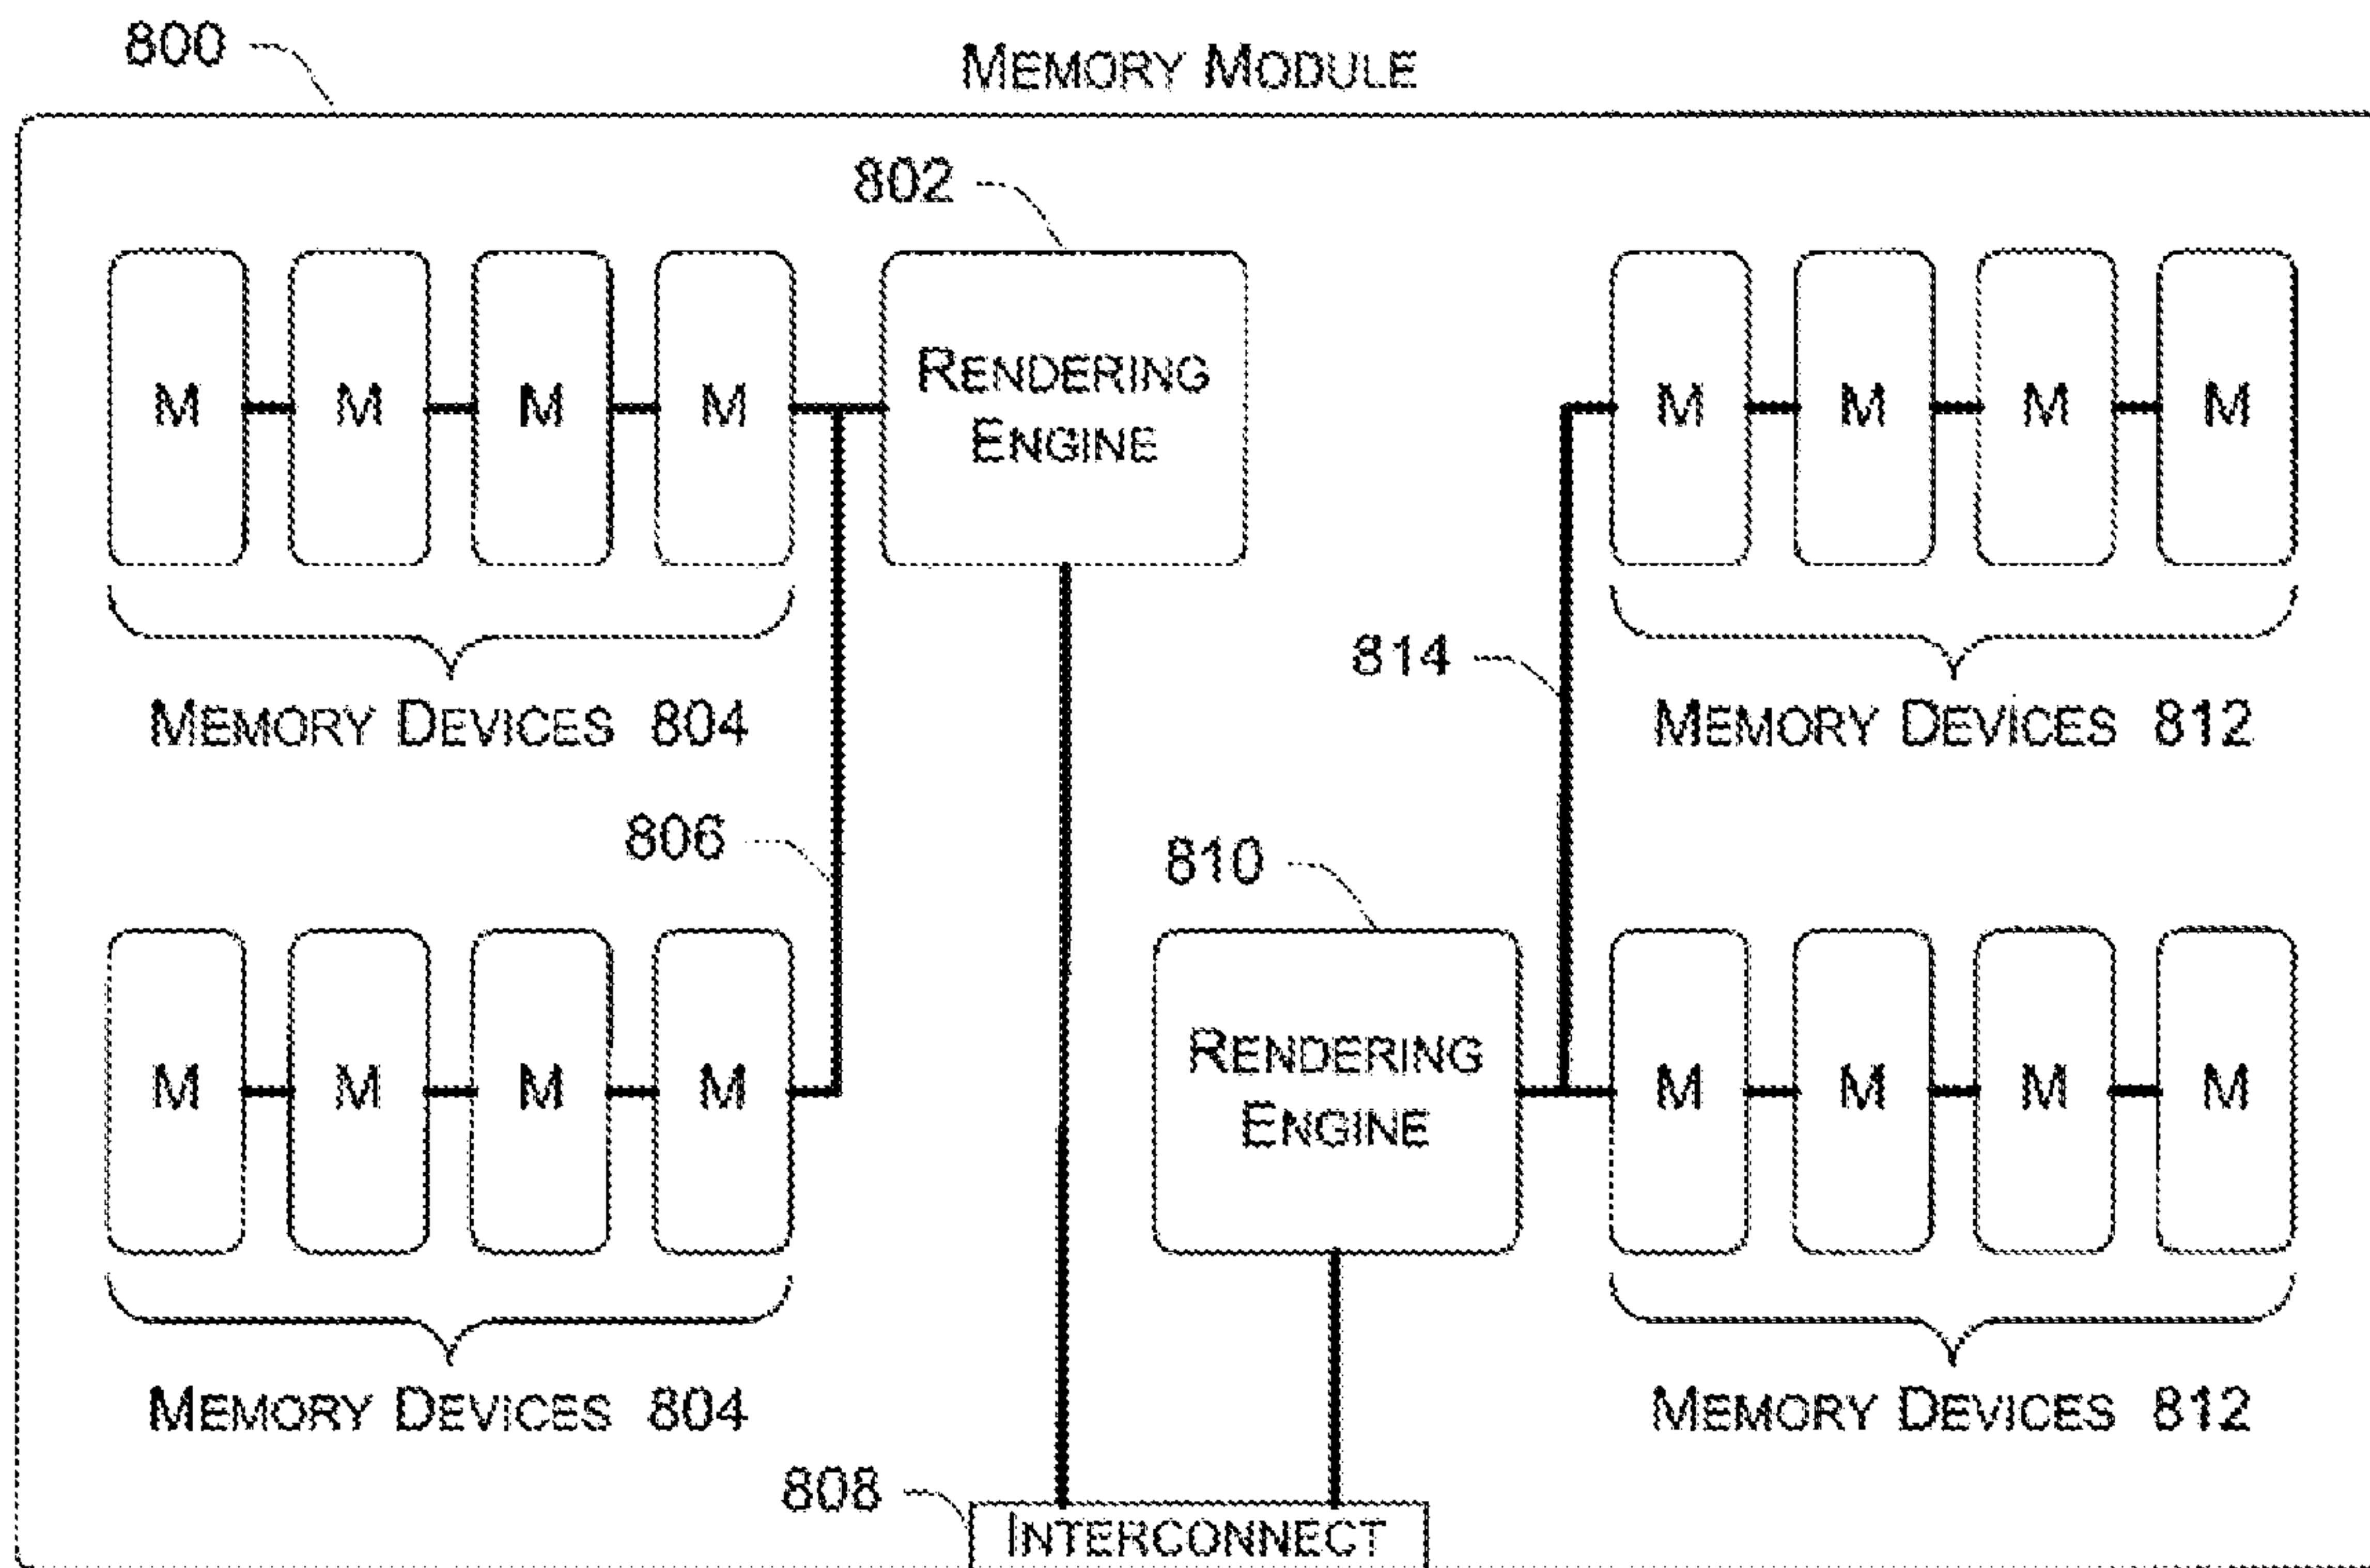 800
MEMORY MODULE
802
M M M M
RENDERING
ENGINE
M M M M
814
MEMORY DEVICES 804
MEMORY DEVICES 812
806
810
M M M M
RENDERING
ENGINE
M M M M
MEMORY DEVICES 804
MEMORY DEVICES 812
808
INTERCONNECT